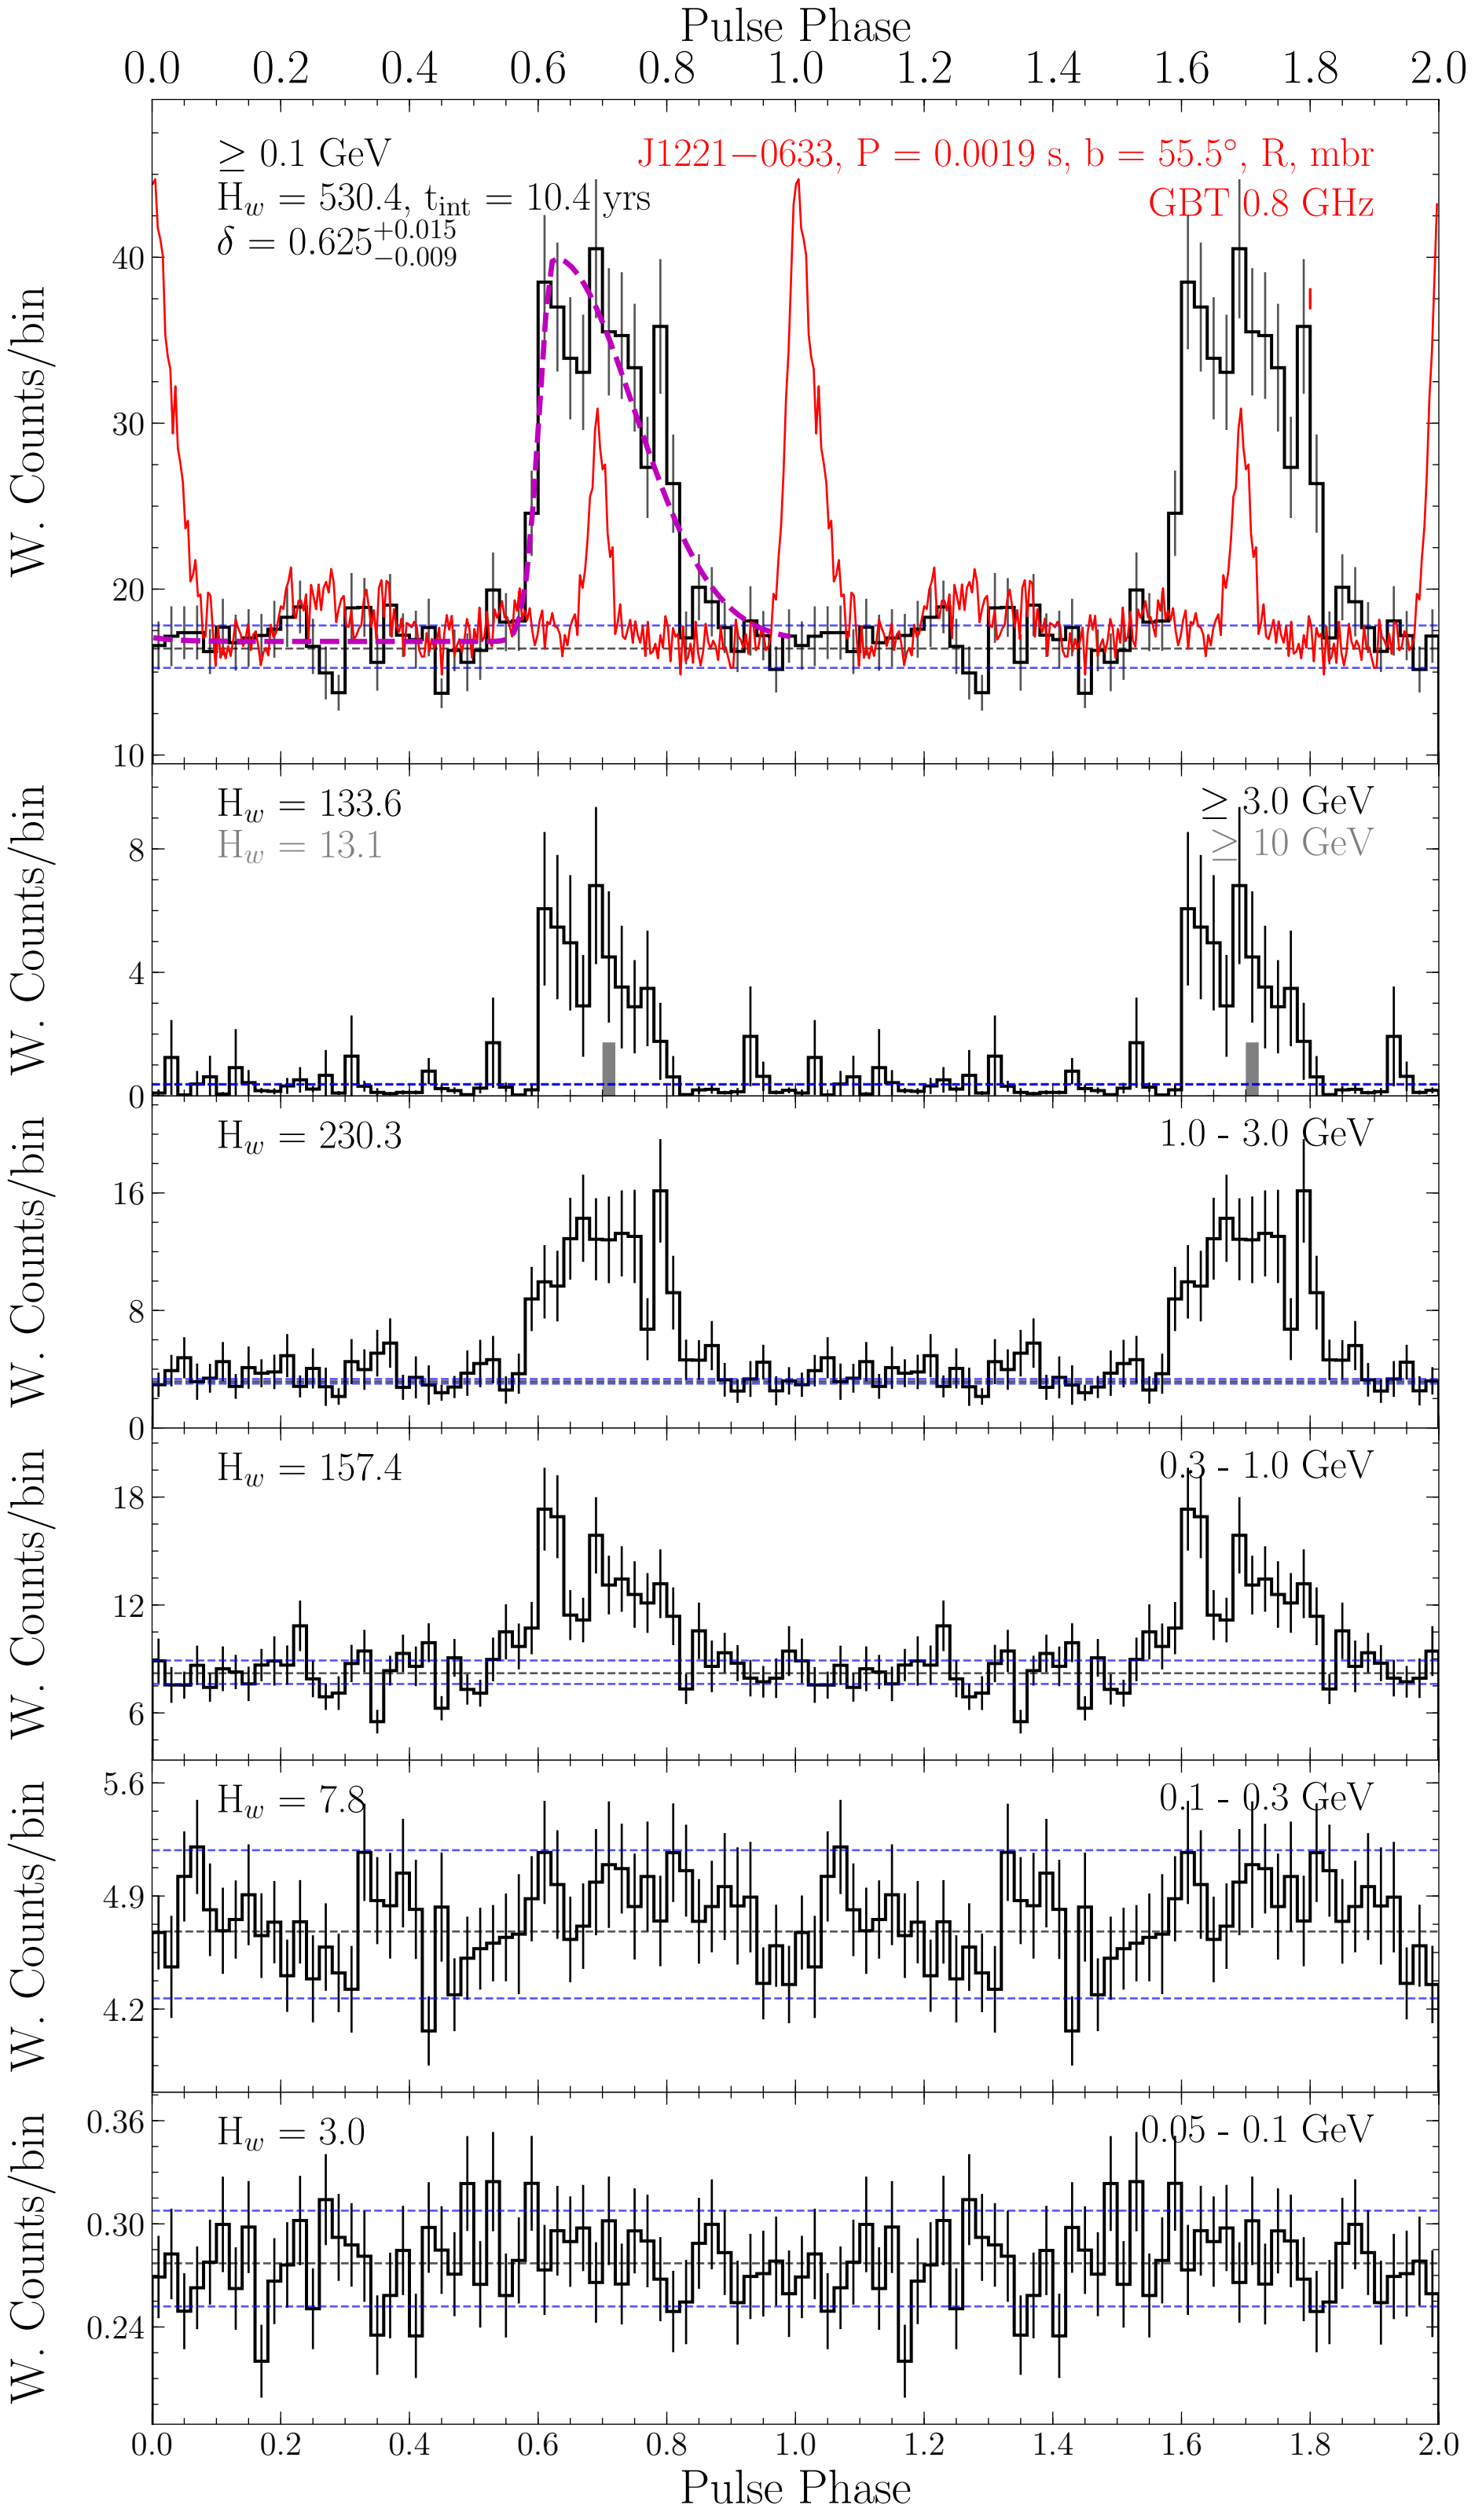 Pulse Phase
0.0 0.2 0.4 0.6 0.8 1.0 1.2 1.4 1.6 1.8 2.0
≥ 0.1 GeV
J1221−0633, P = 0.0019 s, b = 55.5°, R, mbr
H_w = 530.4, t_int = 10.4 yrs
GBT 0.8 GHz
δ = 0.625^{+0.015}_{−0.009}
W. Counts/bin
40
30
20
10
H_w = 133.6
≥ 3.0 GeV
H_w = 13.1
≥ 10 GeV
W. Counts/bin
8
4
0
H_w = 230.3
1.0 - 3.0 GeV
W. Counts/bin
16
8
0
H_w = 157.4
0.3 - 1.0 GeV
W. Counts/bin
18
12
6
H_w = 7.8
0.1 - 0.3 GeV
W. Counts/bin
5.6
4.9
4.2
H_w = 3.0
0.05 - 0.1 GeV
W. Counts/bin
0.36
0.30
0.24
0.0 0.2 0.4 0.6 0.8 1.0 1.2 1.4 1.6 1.8 2.0
Pulse Phase